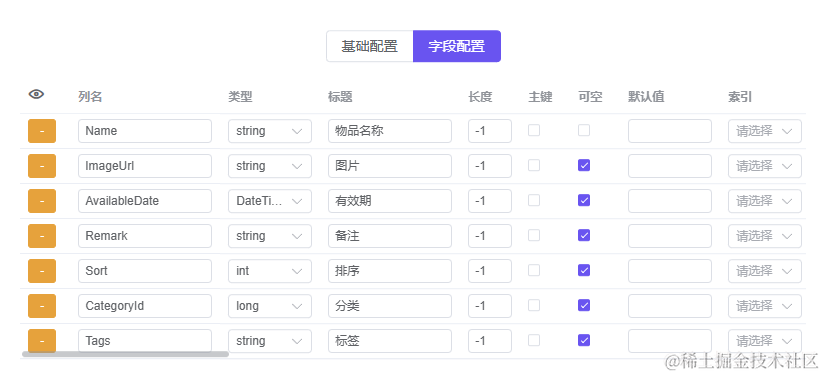 基础配置 字段配置
列名 类型 标题 长度 主键 可空 默认值 索引
- Name string 物品名称 -1 请选择
- ImageUrl string 图片 -1 请选择
- AvailableDate DateTi... 有效期 -1 请选择
- Remark string 备注 -1 请选择
- Sort int 排序 -1 请选择
- CategoryId long 分类 -1 请选择
- Tags string 标签 -1 请选择
@稀土掘金技术社区